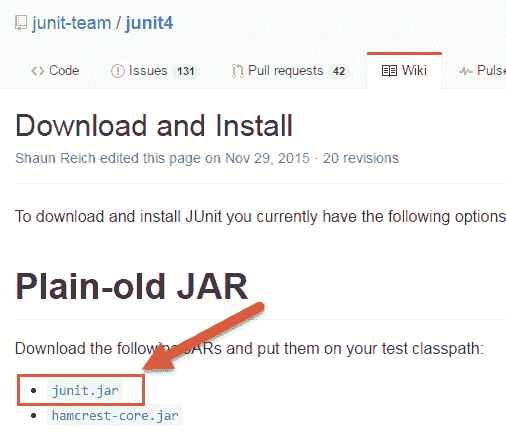 junit-team / junit4
Code Issues 131 Pull requests 42 Wiki Pulse
Download and Install
Shaun Reich edited this page on Nov 29, 2015 · 20 revisions
To download and install JUnit you currently have the following options
Plain-old JAR
Download the following JARs and put them on your test classpath:
junit.jar
hamcrest-core.jar